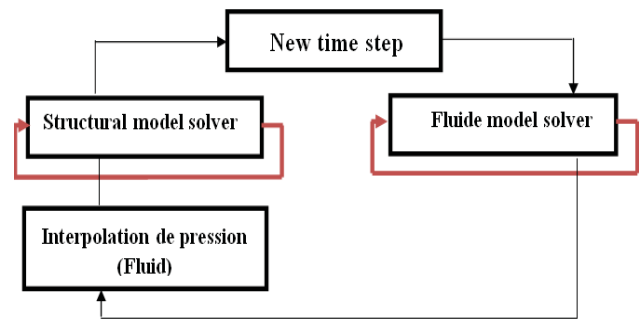 New time step
Structural model solver
Fluide model solver
Interpolation de pression
(Fluid)